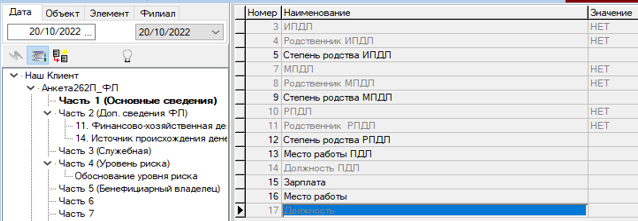 Дата Объект Элемент Филиал
20/10/2022 ... 20/10/2022
Наш Клиент
Анкета262П_ФЛ
Часть 1 (Основные сведения)
Часть 2 (Доп. сведения ФЛ)
11. Финансово-хозяйственная де
14. Источник происхождения дене
Часть 3 (Служебная)
Часть 4 (Уровень риска)
Обоснование уровня риска
Часть 5 (Бенефициарный владелец)
Часть 6
Часть 7
Номер Наименование Значение
3 ИПДЛ НЕТ
4 Родственник ИПДЛ НЕТ
5 Степень родства ИПДЛ
7 МПДЛ НЕТ
8 Родственник МПДЛ НЕТ
9 Степень родства МПДЛ
10 РПДЛ НЕТ
11 Родственник РПДЛ НЕТ
12 Степень родства РПДЛ
13 Место работы ПДЛ
14 Должность ПДЛ
15 Зарплата
16 Место работы
17 Должность